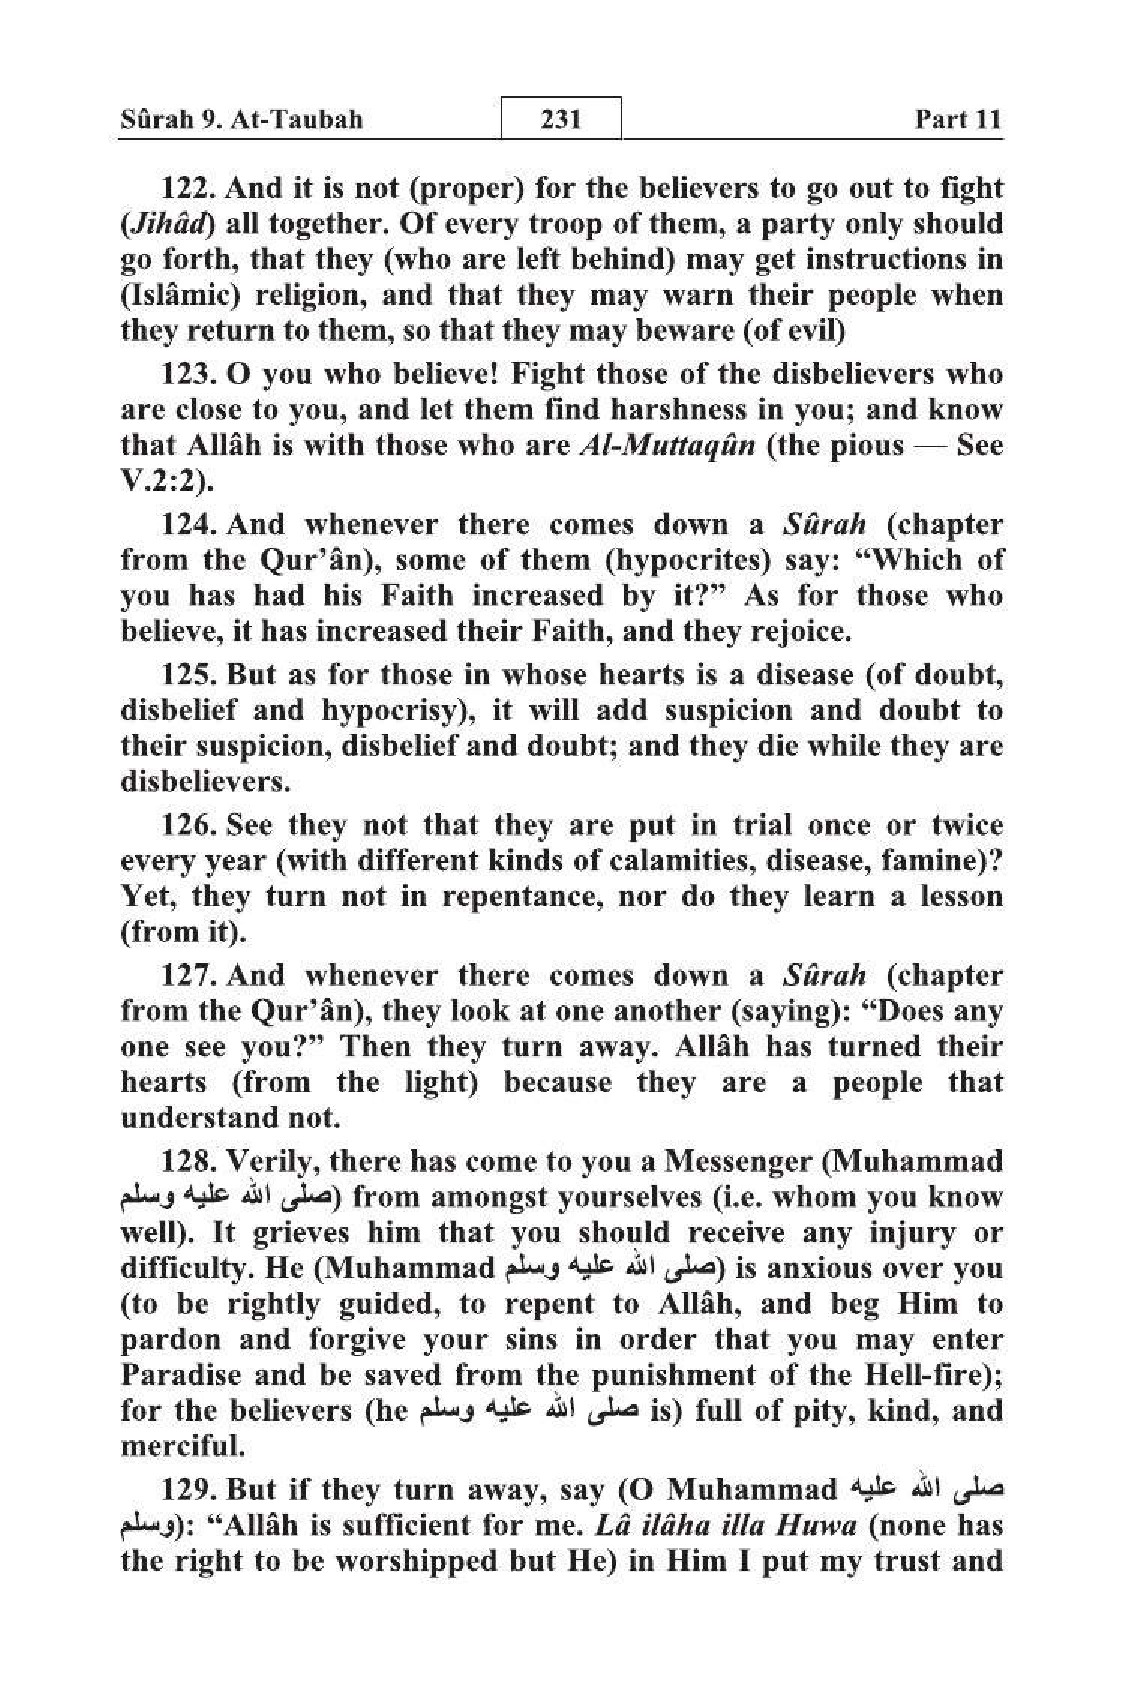 Sûrah 9. At-Taubah 231 Part 11
122. And it is not (proper) for the believers to go out to fight
(Jihâd) all together. Of every troop of them, a party only should
go forth, that they (who are left behind) may get instructions in
(Islâmic) religion, and that they may warn their people when
they return to them, so that they may beware (of evil)
123. O you who believe! Fight those of the disbelievers who
are close to you, and let them find harshness in you; and know
that Allâh is with those who are Al-Muttaqûn (the pious — See
V.2:2).
124. And whenever there comes down a Sûrah (chapter
from the Qur’ân), some of them (hypocrites) say: “Which of
you has had his Faith increased by it?” As for those who
believe, it has increased their Faith, and they rejoice.
125. But as for those in whose hearts is a disease (of doubt,
disbelief and hypocrisy), it will add suspicion and doubt to
their suspicion, disbelief and doubt; and they die while they are
disbelievers.
126. See they not that they are put in trial once or twice
every year (with different kinds of calamities, disease, famine)?
Yet, they turn not in repentance, nor do they learn a lesson
(from it).
127. And whenever there comes down a Sûrah (chapter
from the Qur’ân), they look at one another (saying): “Does any
one see you?” Then they turn away. Allâh has turned their
hearts (from the light) because they are a people that
understand not.
128. Verily, there has come to you a Messenger (Muhammad
صلى الله عليه وسلم) from amongst yourselves (i.e. whom you know
well). It grieves him that you should receive any injury or
difficulty. He (Muhammad صلى الله عليه وسلم) is anxious over you
(to be rightly guided, to repent to Allâh, and beg Him to
pardon and forgive your sins in order that you may enter
Paradise and be saved from the punishment of the Hell-fire);
for the believers (he صلى الله عليه وسلم is) full of pity, kind, and
merciful.
129. But if they turn away, say (O Muhammad صلى الله عليه
وسلم): “Allâh is sufficient for me. Lâ ilâha illa Huwa (none has
the right to be worshipped but He) in Him I put my trust and